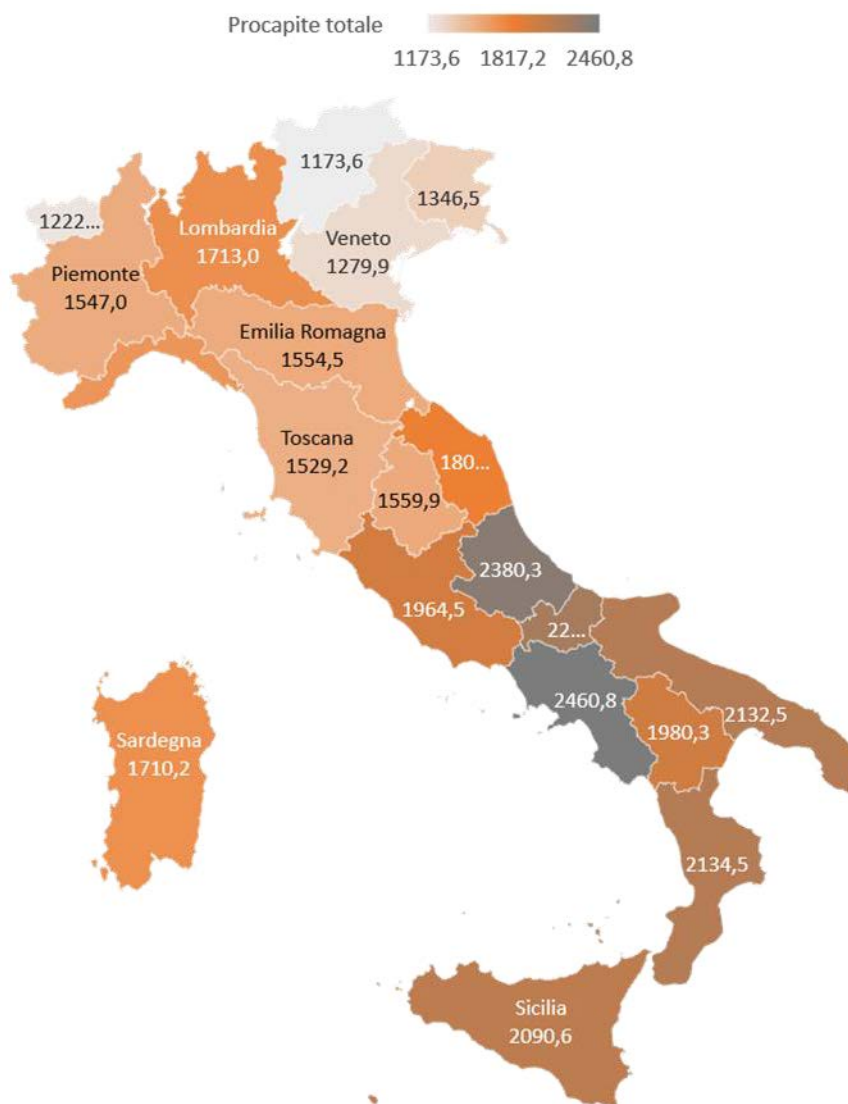 Procapite totale
1173,6 1817,2 2460,8
1173,6
1346,5
1222...
Lombardia
1713,0
Veneto
1279,9
Piemonte
1547,0
Emilia Romagna
1554,5
Toscana
1529,2
180...
1559,9
2380,3
1964,5
22...
2460,8
1980,3
2132,5
Sardegna
1710,2
2134,5
Sicilia
2090,6